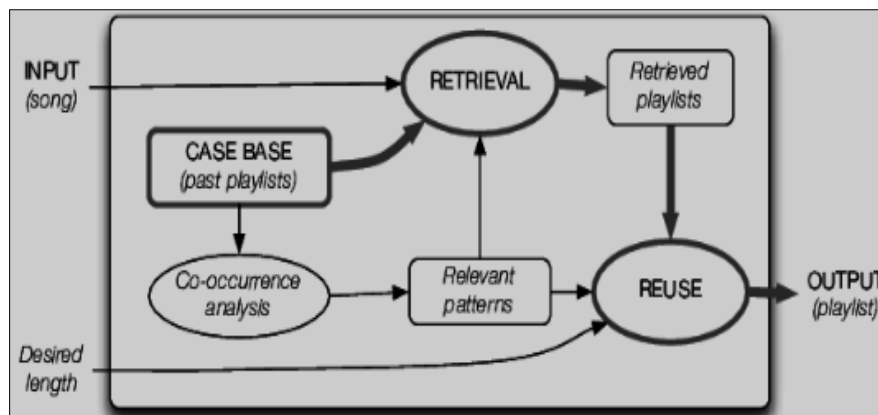 INPUT
(song)
RETRIEVAL
Retrieved
playlists
CASE BASE
(past playlists)
Co-occurrence
analysis
Relevant
patterns
REUSE
OUTPUT
(playlist)
Desired
length